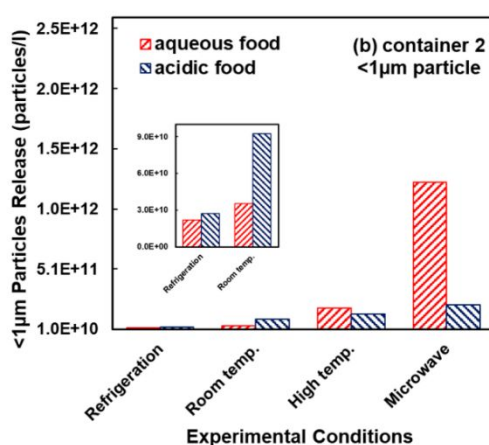 <1µm Particles Release (particles/l)
2.5E+12
2.0E+12
1.5E+12
1.0E+12
5.1E+11
1.0E+10
aqueous food
acidic food
(b) container 2
<1µm particle
9.0E+10
6.0E+10
3.0E+10
0.0E+00
Refrigeration
Room temp.
Refrigeration
Room temp.
High temp.
Microwave
Experimental Conditions